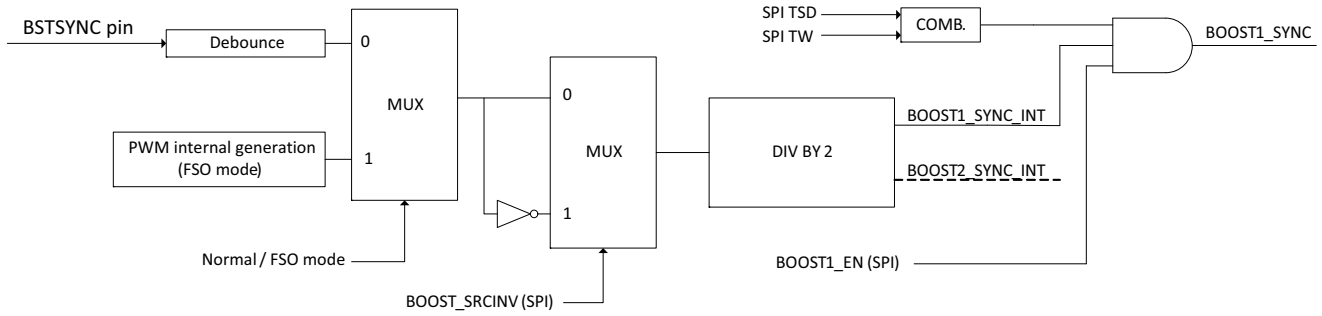 BSTSYNC pin
Debounce
0
MUX
1
PWM internal generation
(FSO mode)
Normal / FSO mode
0
MUX
1
BOOST_SRCINV (SPI)
DIV BY 2
SPI TSD
SPI TW
COMB.
BOOST1_SYNC
BOOST1_SYNC_INT
BOOST2_SYNC_INT
BOOST1_EN (SPI)